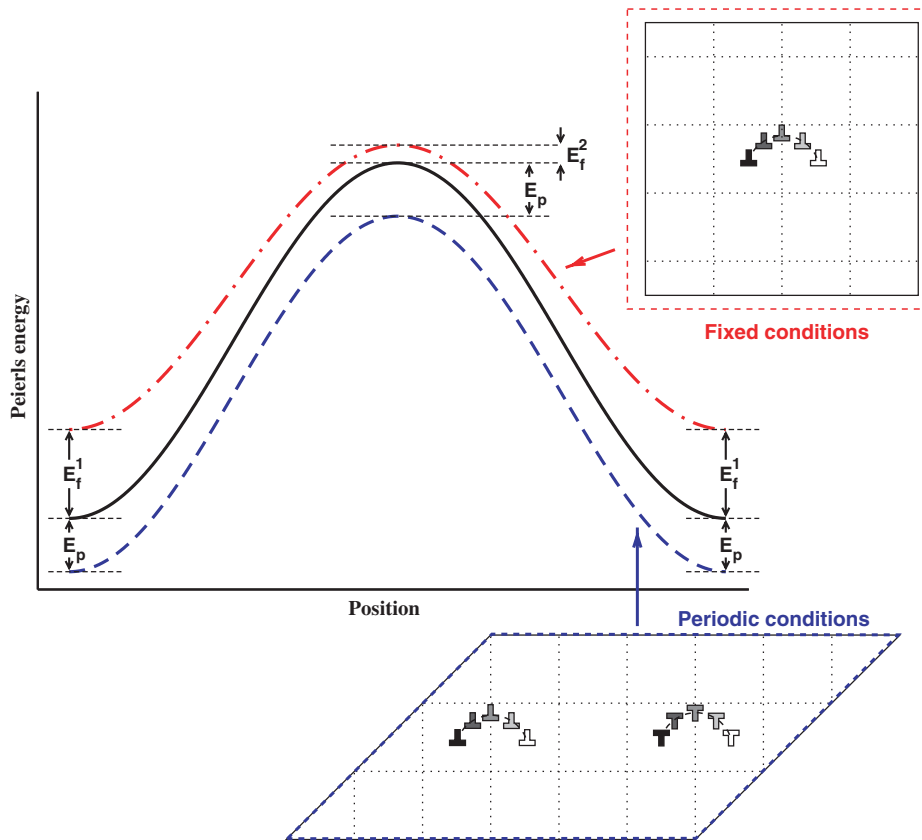 E_f^2
E_p
Fixed conditions
Peierls energy
E_f^1
E_f^1
E_p
E_p
Position
Periodic conditions